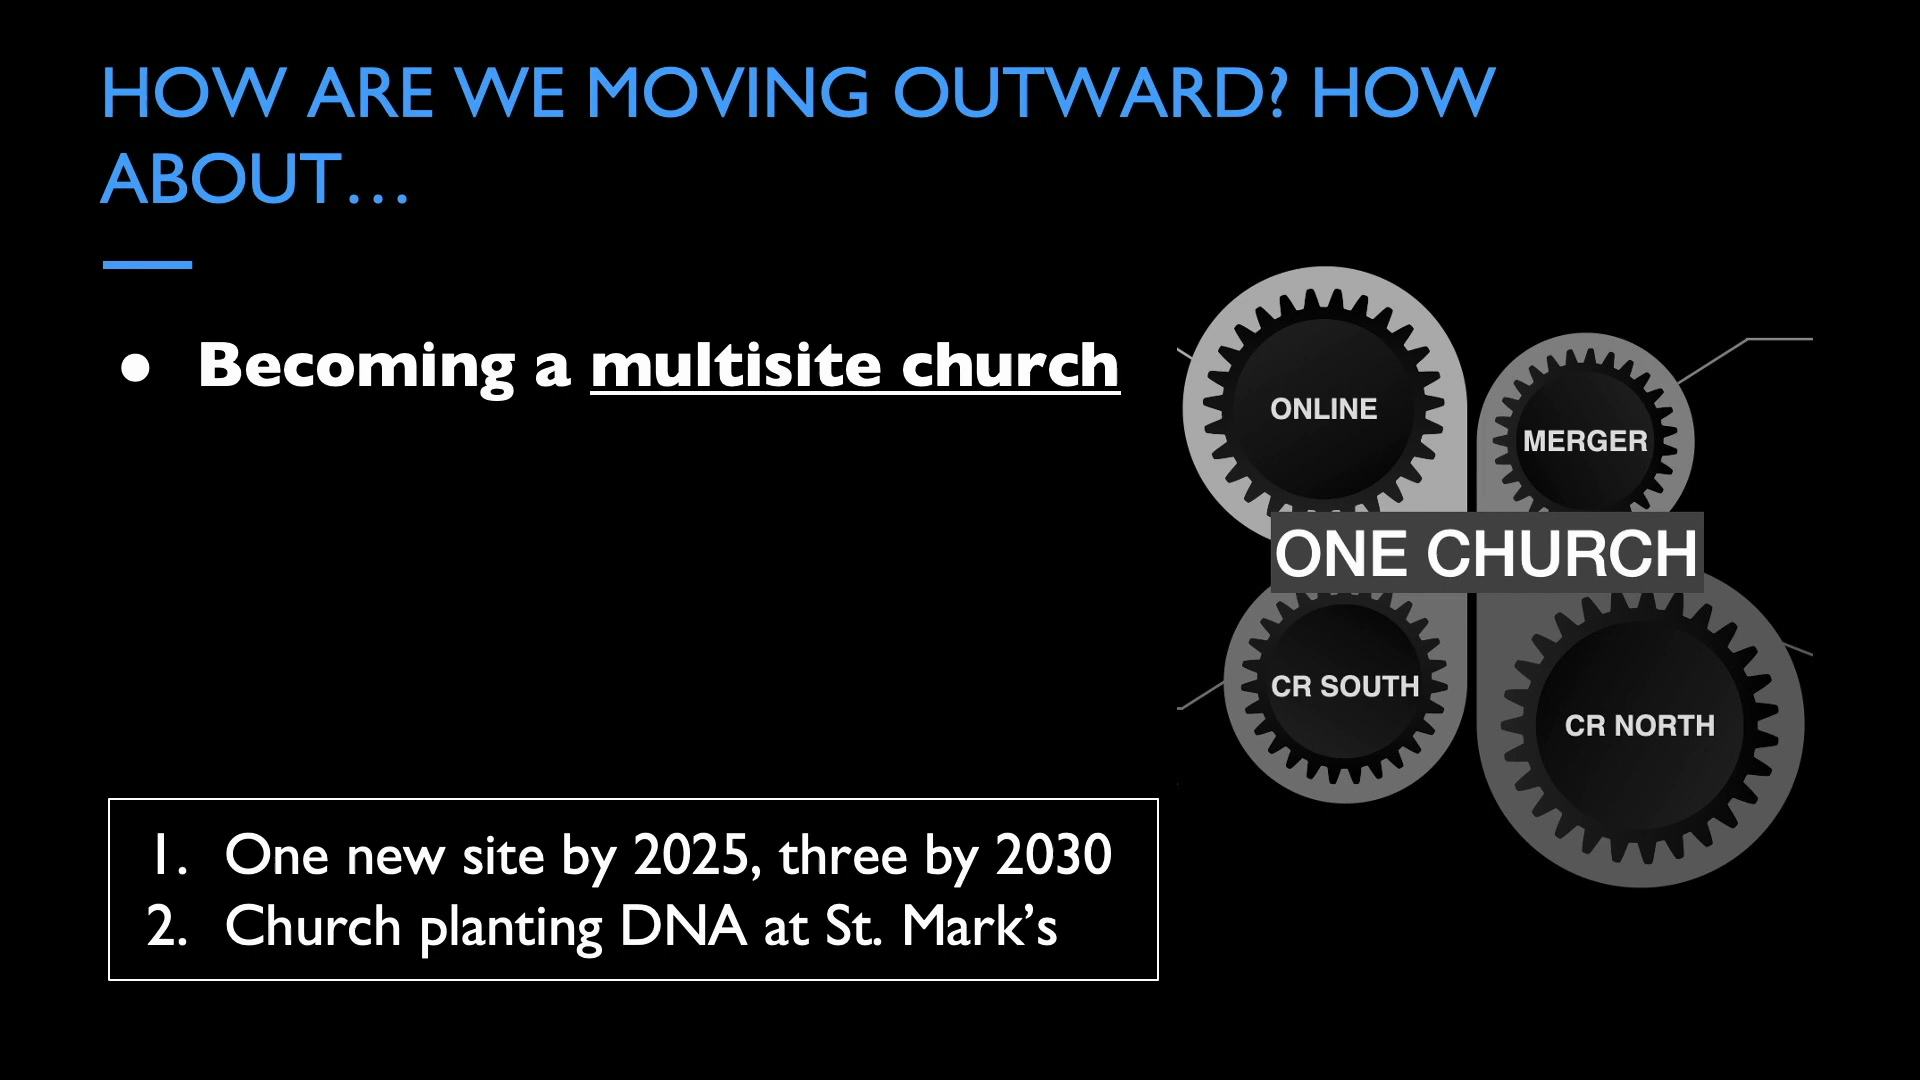 HOW ARE WE MOVING OUTWARD? HOW
ABOUT…
● Becoming a multisite church
ONLINE
MERGER
ONE CHURCH
CR SOUTH
CR NORTH
1. One new site by 2025, three by 2030
2. Church planting DNA at St. Mark’s